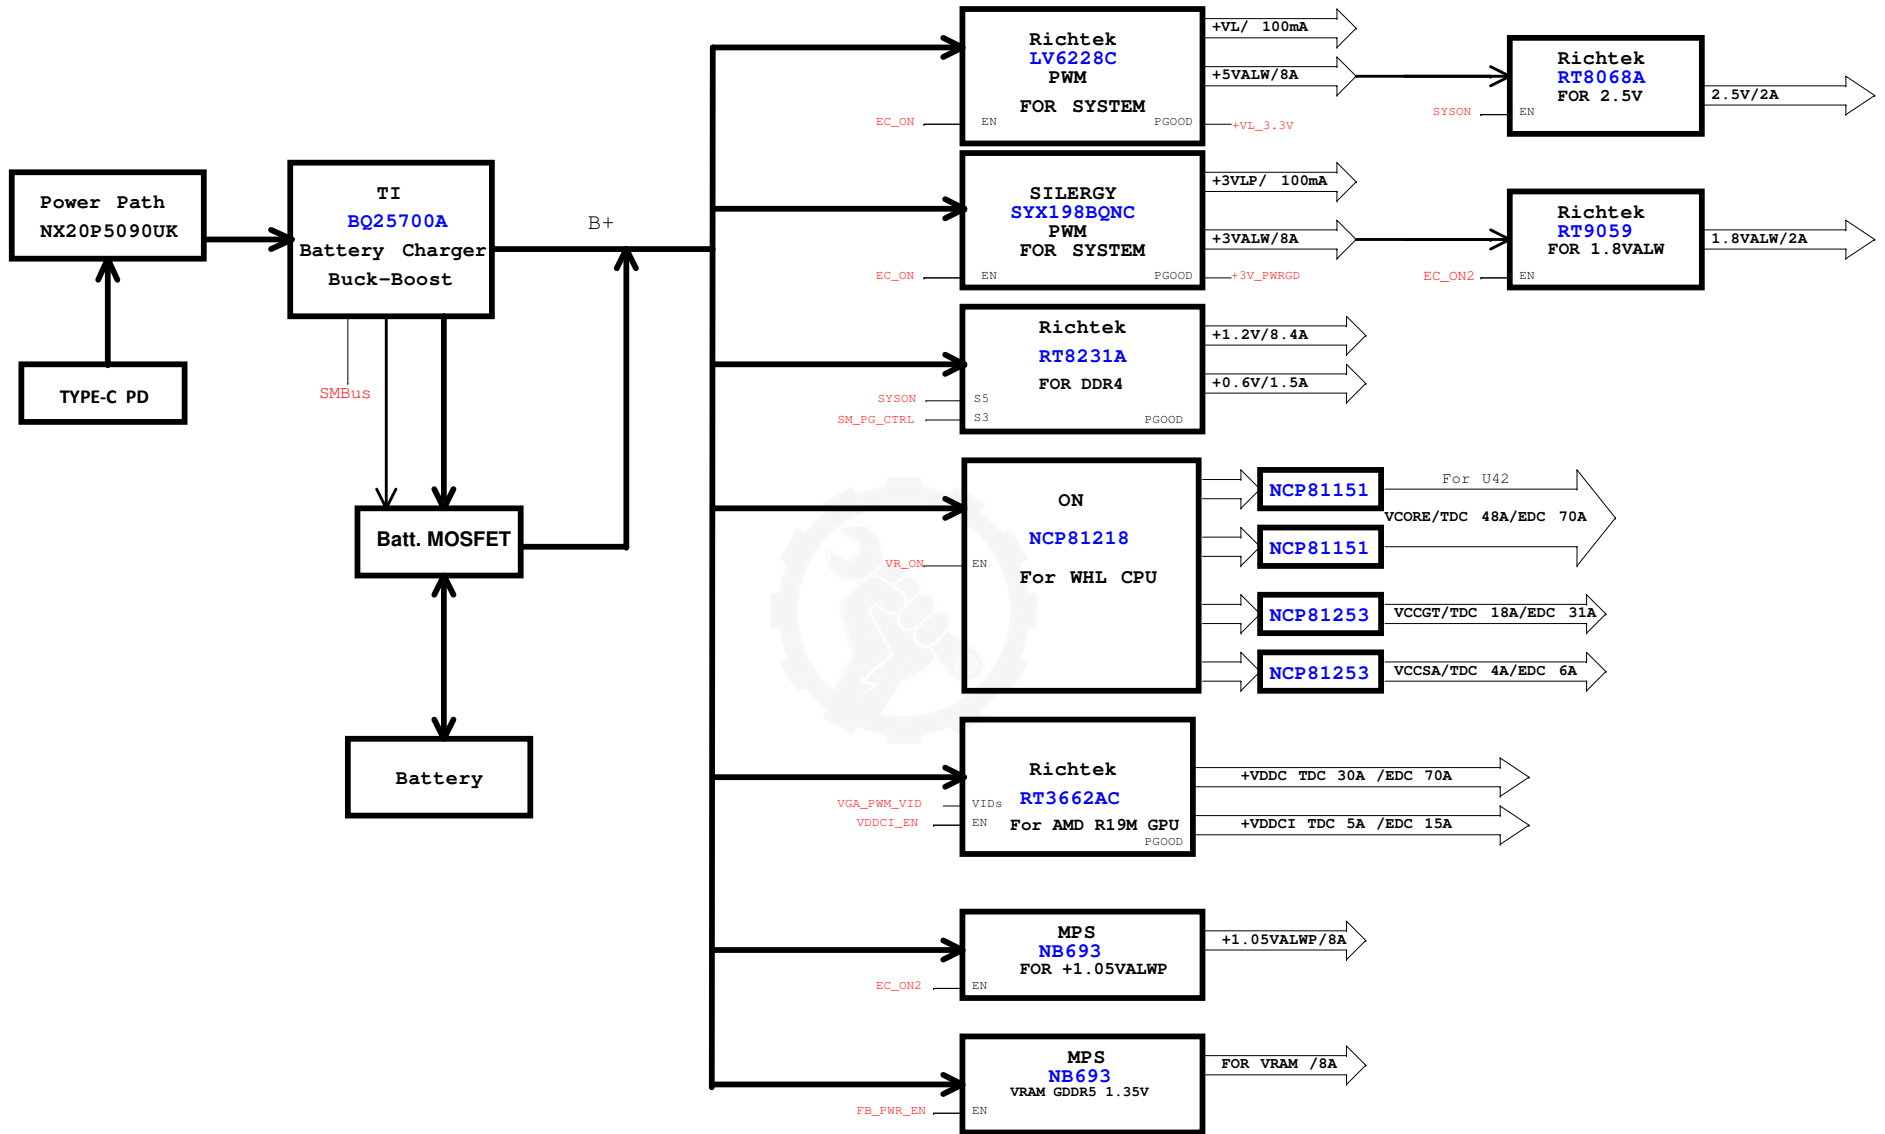 Power Path
NX20P5090UK
TYPE-C PD
TI
BQ25700A
Battery Charger
Buck-Boost
SMBus
Batt. MOSFET
Battery
B+
Richtek
LV6228C
PWM
FOR SYSTEM
EC_ON
EN
PGOOD
+VL/ 100mA
+5VALW/8A
+VL_3.3V
Richtek
RT8068A
FOR 2.5V
SYSON
EN
2.5V/2A
SILERGY
SYX198BQNC
PWM
FOR SYSTEM
EC_ON
EN
PGOOD
+3VLP/ 100mA
+3VALW/8A
+3V_PWRGD
Richtek
RT9059
FOR 1.8VALW
EC_ON2
EN
1.8VALW/2A
Richtek
RT8231A
FOR DDR4
SYSON
S5
SM_PG_CTRL
S3
PGOOD
+1.2V/8.4A
+0.6V/1.5A
ON
NCP81218
For WHL CPU
VR_ON
EN
NCP81151
For U42
VCORE/TDC 48A/EDC 70A
NCP81151
NCP81253
VCCGT/TDC 18A/EDC 31A
NCP81253
VCCSA/TDC 4A/EDC 6A
Richtek
RT3662AC
For AMD R19M GPU
VGA_PWM_VID
VIDs
VDDCI_EN
EN
PGOOD
+VDDC TDC 30A /EDC 70A
+VDDCI TDC 5A /EDC 15A
MPS
NB693
FOR +1.05VALWP
EC_ON2
EN
+1.05VALWP/8A
MPS
NB693
VRAM GDDR5 1.35V
FB_PWR_EN
EN
FOR VRAM /8A